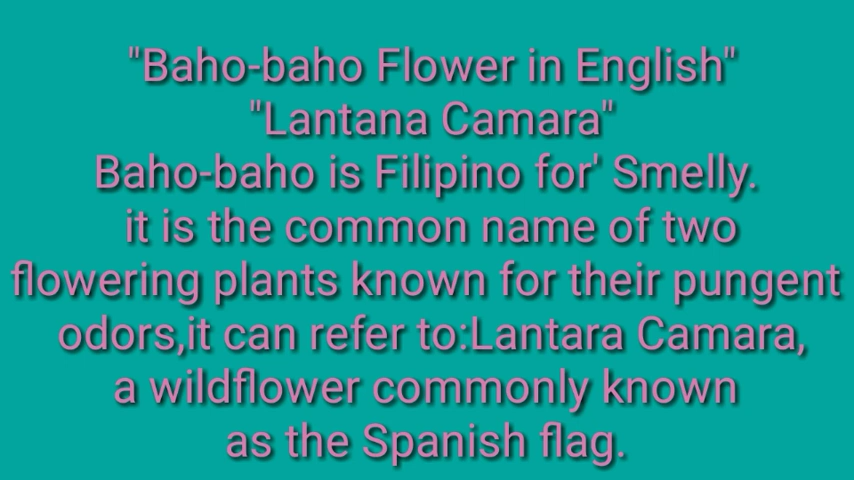 "Baho-baho Flower in English"
"Lantana Camara"
Baho-baho is Filipino for' Smelly.
it is the common name of two
flowering plants known for their pungent
odors,it can refer to:Lantara Camara,
a wildflower commonly known
as the Spanish flag.